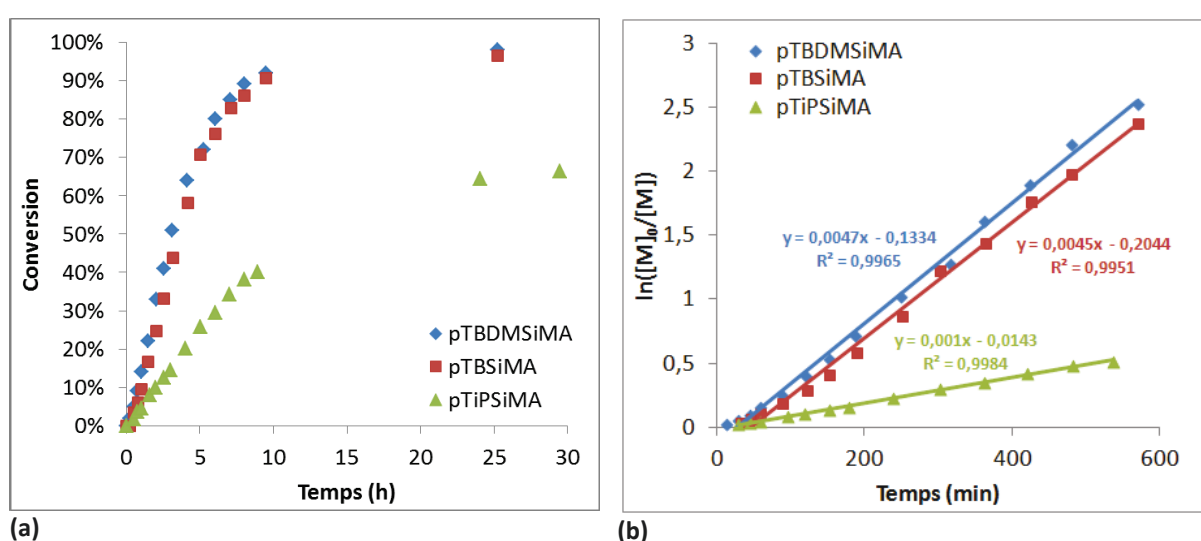 100%
90%
80%
70%
60%
50%
40%
30%
20%
10%
0%
Conversion
pTBDMSiMA
pTBSiMA
pTiPSiMA
0 5 10 15 20 25 30
Temps (h)
(a)
3
2,5
2
1,5
1
0,5
0
ln([M]₀/[M])
pTBDMSiMA
pTBSiMA
pTiPSiMA
y = 0,0047x - 0,1334
R² = 0,9965
y = 0,0045x - 0,2044
R² = 0,9951
y = 0,001x - 0,0143
R² = 0,9984
0 200 400 600
Temps (min)
(b)